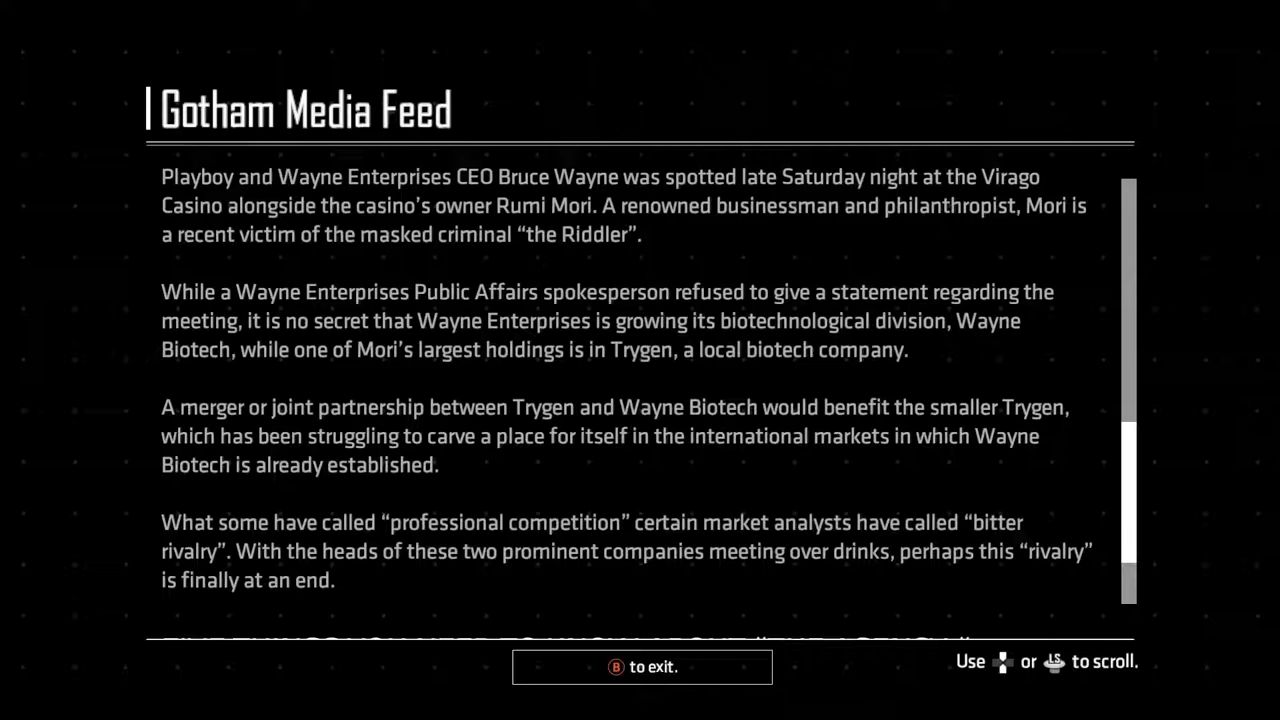 Gotham Media Feed
Playboy and Wayne Enterprises CEO Bruce Wayne was spotted late Saturday night at the Virago
Casino alongside the casino's owner Rumi Mori. A renowned businessman and philanthropist, Mori is
a recent victim of the masked criminal “the Riddler”.
While a Wayne Enterprises Public Affairs spokesperson refused to give a statement regarding the
meeting, it is no secret that Wayne Enterprises is growing its biotechnological division, Wayne
Biotech, while one of Mori's largest holdings is in Trygen, a local biotech company.
A merger or joint partnership between Trygen and Wayne Biotech would benefit the smaller Trygen,
which has been struggling to carve a place for itself in the international markets in which Wayne
Biotech is already established.
What some have called “professional competition” certain market analysts have called “bitter
rivalry”. With the heads of these two prominent companies meeting over drinks, perhaps this “rivalry”
is finally at an end.
B to exit.
Use or LS to scroll.